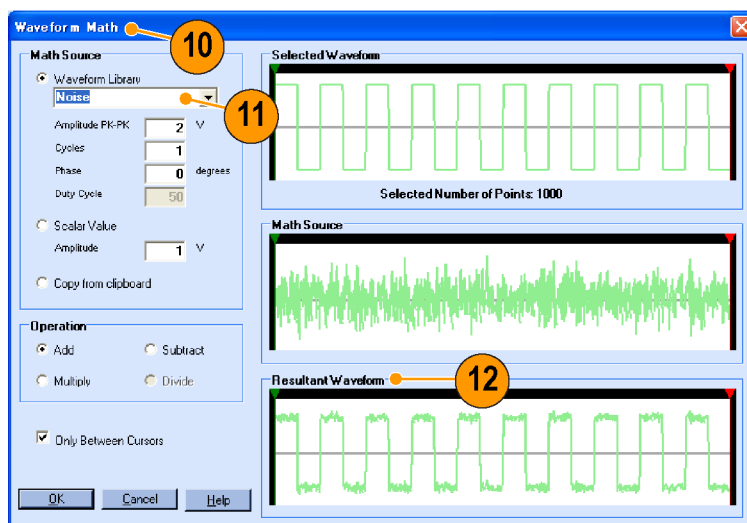 Waveform Math
10
Math Source
Waveform Library
Noise
11
Amplitude PK-PK 2 V
Cycles 1
Phase 0 degrees
Duty Cycle 50
Scalar Value
Amplitude 1 V
Copy from clipboard
Operation
Add Subtract
Multiply Divide
Only Between Cursors
OK Cancel Help
Selected Waveform
Selected Number of Points: 1000
Math Source
Resultant Waveform
12